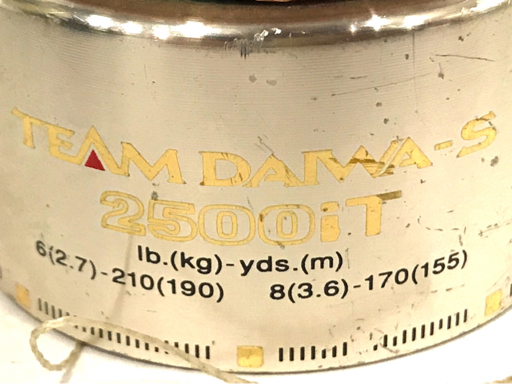 TEAM DAIWA-S
2500iT
lb.(kg)-yds.(m)
6(2.7)-210(190) 8(3.6)-170(155)